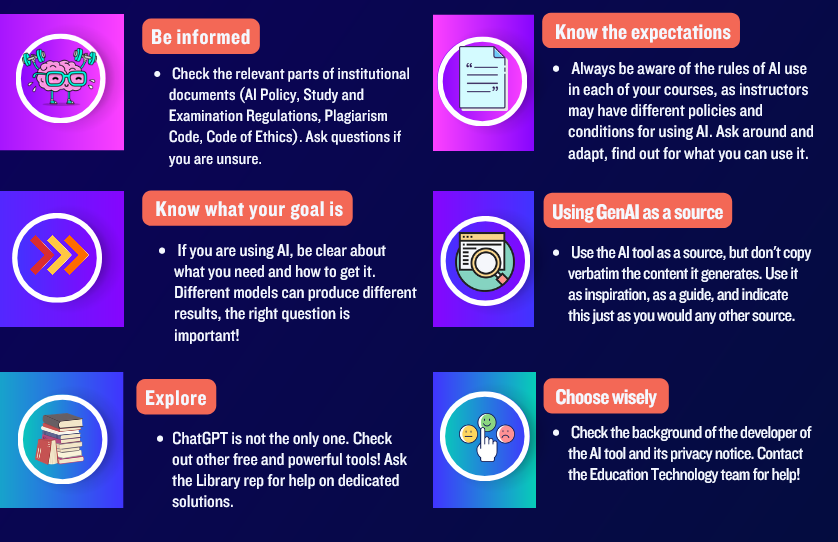 Be informed
• Check the relevant parts of institutional
documents (AI Policy, Study and
Examination Regulations, Plagiarism
Code, Code of Ethics). Ask questions if
you are unsure.
Know the expectations
• Always be aware of the rules of AI use
in each of your courses, as instructors
may have different policies and
conditions for using AI. Ask around and
adapt, find out for what you can use it.
Know what your goal is
• If you are using AI, be clear about
what you need and how to get it.
Different models can produce different
results, the right question is
important!
Using GenAI as a source
• Use the AI tool as a source, but don't copy
verbatim the content it generates. Use it
as inspiration, as a guide, and indicate
this just as you would any other source.
Explore
• ChatGPT is not the only one. Check
out other free and powerful tools! Ask
the Library rep for help on dedicated
solutions.
Choose wisely
• Check the background of the developer of
the AI tool and its privacy notice. Contact
the Education Technology team for help!